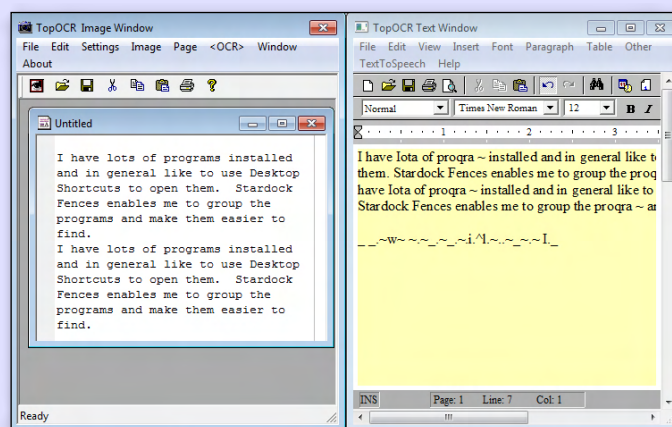 TopOCR Image Window
File Edit Settings Image Page <OCR> Window
About
Untitled
I have lots of programs installed
and in general like to use Desktop
Shortcuts to open them. Stardock
Fences enables me to group the
programs and make them easier to
find.
I have lots of programs installed
and in general like to use Desktop
Shortcuts to open them. Stardock
Fences enables me to group the
programs and make them easier to
find.
Ready
TopOCR Text Window
File Edit View Insert Font Paragraph Table Other
TextToSpeech Help
Normal Times New Roman 12 B I
1 2 3
I have Iota of proqra ~ installed and in general like t
them. Stardock Fences enables me to group the proq
have Iota of proqra ~ installed and in general like to
Stardock Fences enables me to group the proqra ~ a
_ _.~w~ ~.~_.~_.~.i.^l.~..~_~.~ I._
INS Page: 1 Line: 7 Col: 1